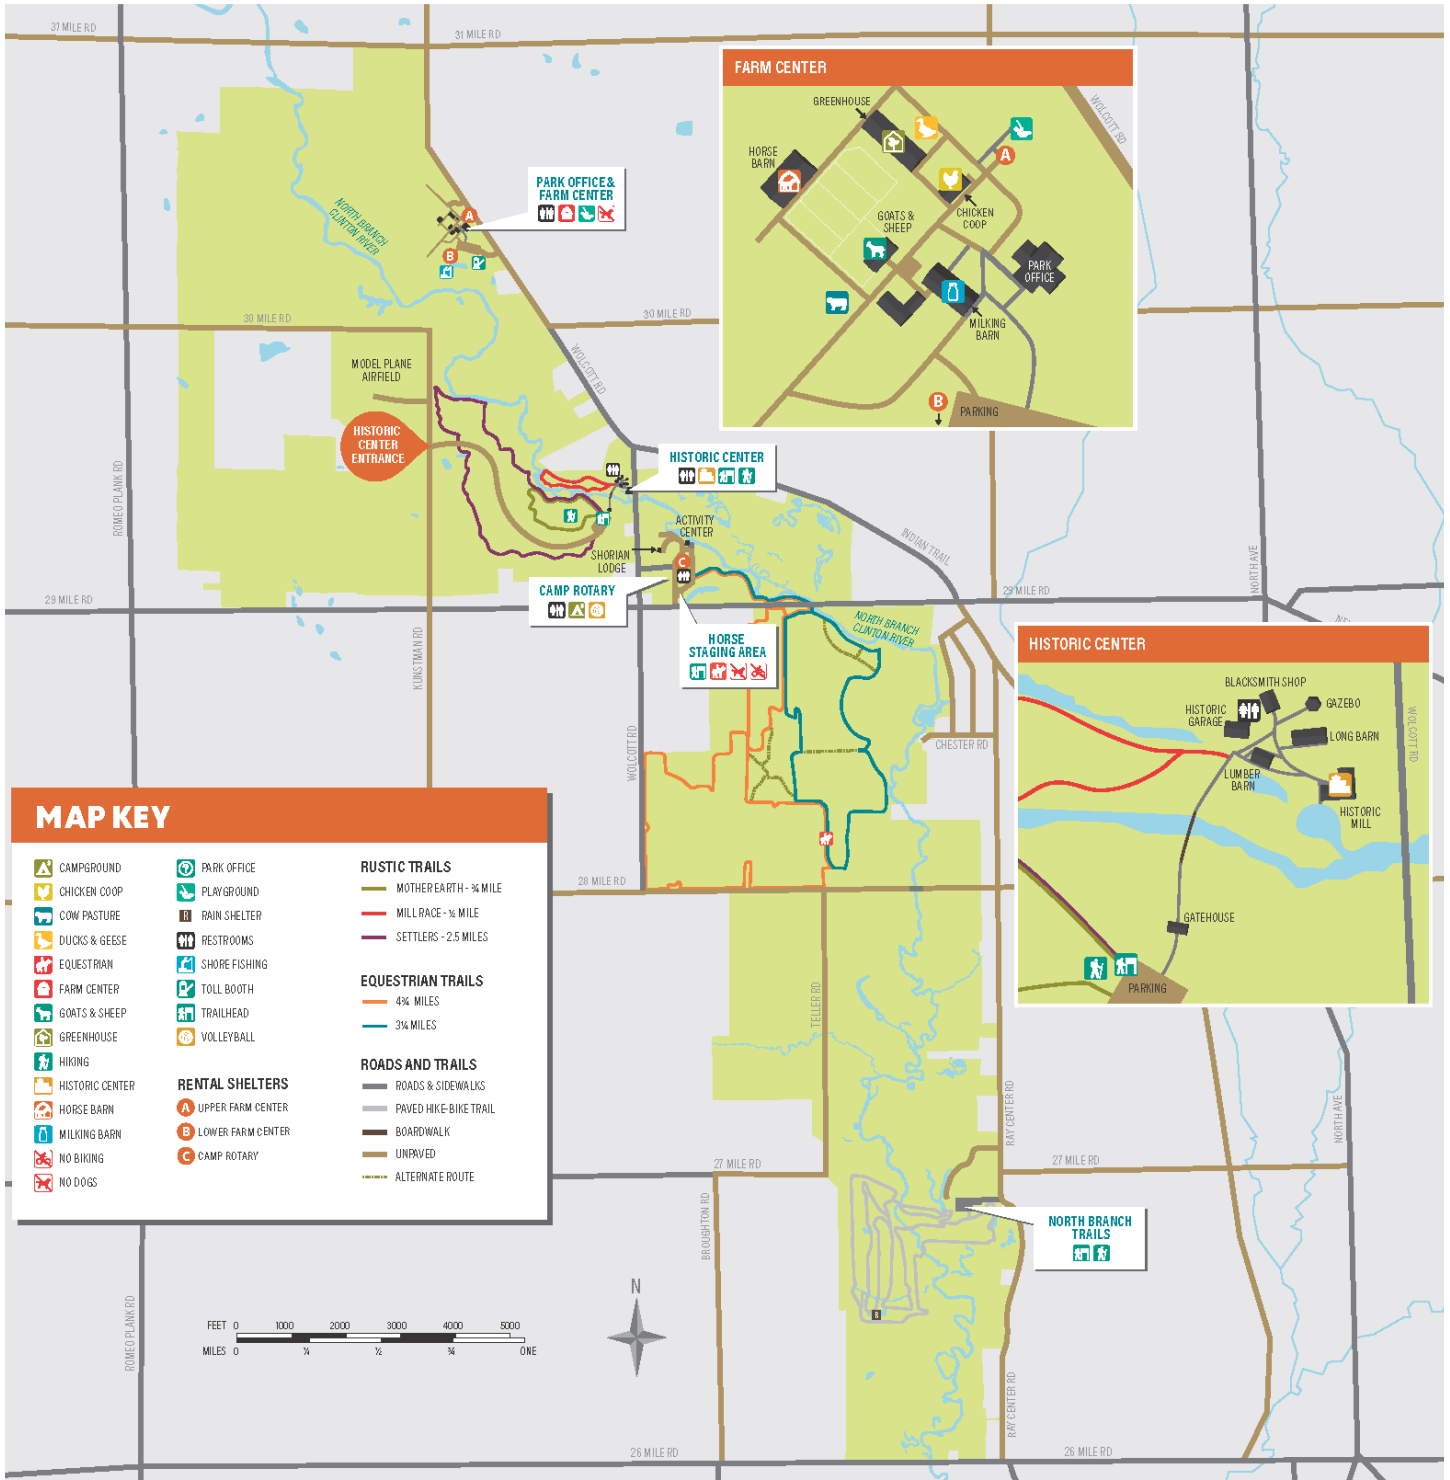 37 MILE RD
31 MILE RD
FARM CENTER
WOLCOTT RD
GREENHOUSE
HORSE
BARN
A
GOATS &
SHEEP
CHICKEN
COOP
PARK
OFFICE
MILKING
BARN
B
PARKING
PARK OFFICE &
FARM CENTER
NORTH BRANCH
CLINTON RIVER
A
B
30 MILE RD
30 MILE RD
WOLCOTT RD
MODEL PLANE
AIRFIELD
HISTORIC
CENTER
ENTRANCE
ROMEO PLANK RD
HISTORIC CENTER
ACTIVITY
CENTER
SHORIAN
LODGE
C
INDIAN TRAIL
NORTH AVE
CAMP ROTARY
29 MILE RD
29 MILE RD
NORTH BRANCH
CLINTON RIVER
HORSE
STAGING AREA
KUNSTMAN RD
WOLCOTT RD
CHESTER RD
HISTORIC CENTER
BLACKSMITH SHOP
GAZEBO
HISTORIC
GARAGE
LONG BARN
WOLCOTT RD
LUMBER
BARN
HISTORIC
MILL
GATEHOUSE
PARKING
28 MILE RD
TELLER RD
MAP KEY
CAMPGROUND
CHICKEN COOP
COW PASTURE
DUCKS & GEESE
EQUESTRIAN
FARM CENTER
GOATS & SHEEP
GREENHOUSE
HIKING
HISTORIC CENTER
HORSE BARN
MILKING BARN
NO BIKING
NO DOGS
PARK OFFICE
PLAYGROUND
R RAIN SHELTER
RESTROOMS
SHORE FISHING
TOLL BOOTH
TRAILHEAD
VOLLEYBALL
RENTAL SHELTERS
A UPPER FARM CENTER
B LOWER FARM CENTER
C CAMP ROTARY
RUSTIC TRAILS
MOTHER EARTH - ¾ MILE
MILL RACE - ½ MILE
SETTLERS - 2.5 MILES
EQUESTRIAN TRAILS
4¾ MILES
3¼ MILES
ROADS AND TRAILS
ROADS & SIDEWALKS
PAVED HIKE-BIKE TRAIL
BOARDWALK
UNPAVED
ALTERNATE ROUTE
RAY CENTER RD
NORTH AVE
27 MILE RD
27 MILE RD
BROUGHTON RD
NORTH BRANCH
TRAILS
R
N
FEET 0 1000 2000 3000 4000 5000
MILES 0 ¼ ½ ¾ ONE
ROMEO PLANK RD
RAY CENTER RD
26 MILE RD
26 MILE RD